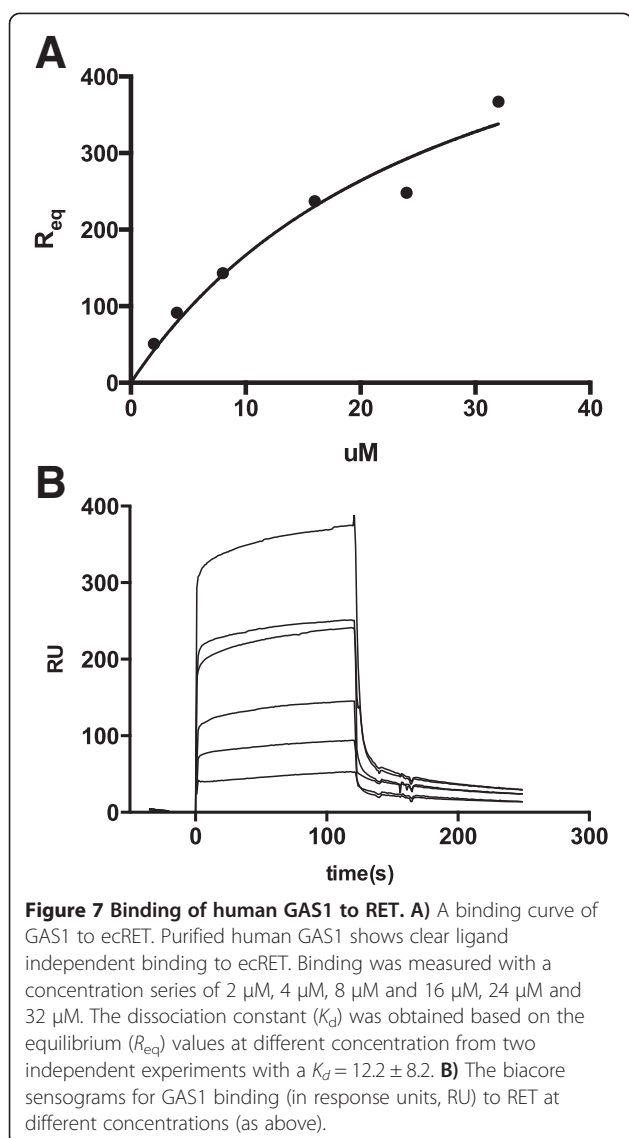 A
400
300
200
100
0
R_eq
0 10 20 30 40
uM
B
400
300
200
100
0
RU
0 100 200 300
time(s)
Figure 7 Binding of human GAS1 to RET. A) A binding curve of
GAS1 to ecRET. Purified human GAS1 shows clear ligand
independent binding to ecRET. Binding was measured with a
concentration series of 2 μM, 4 μM, 8 μM and 16 μM, 24 μM and
32 μM. The dissociation constant (K_d) was obtained based on the
equilibrium (R_eq) values at different concentration from two
independent experiments with a K_d = 12.2 ± 8.2. B) The biacore
sensograms for GAS1 binding (in response units, RU) to RET at
different concentrations (as above).